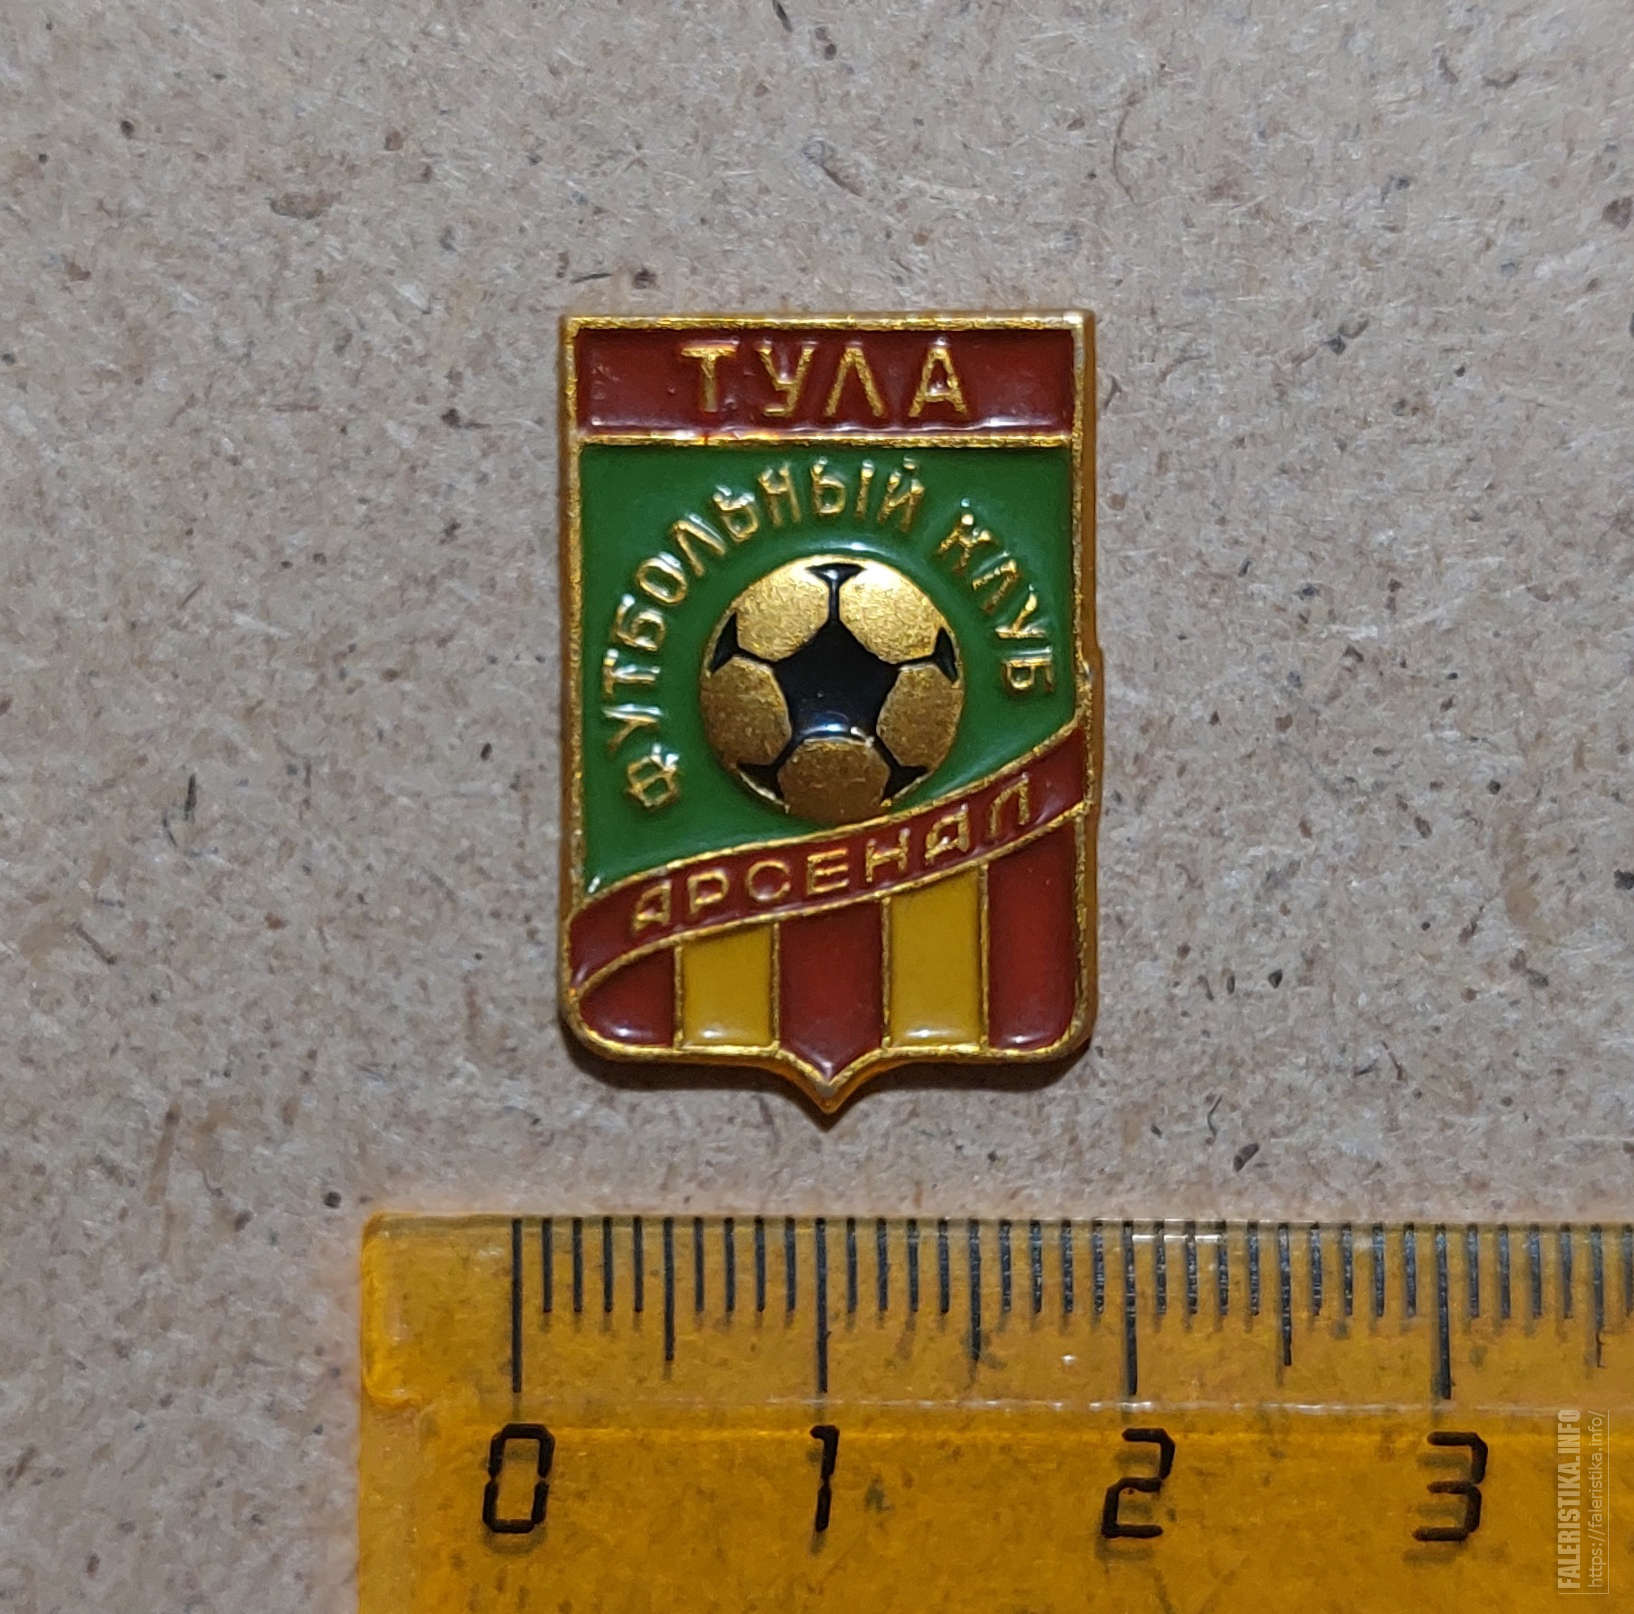 ТУЛА
ФУТБОЛЬНЫЙ КЛУБ
АРСЕНАЛ
0 1 2 3
FALERISTIKA.INFO
https://faleristika.info/